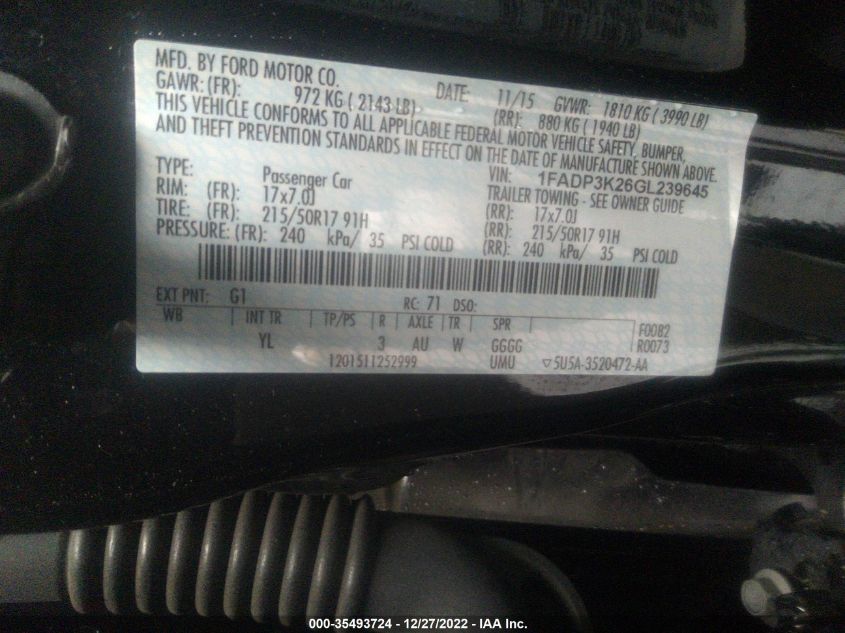 MFD. BY FORD MOTOR CO.
DATE: 11/15 GVWR: 1810 KG ( 3990 LB)
GAWR: (FR): 972 KG ( 2143 LB) (RR): 880 KG ( 1940 LB)
THIS VEHICLE CONFORMS TO ALL APPLICABLE FEDERAL MOTOR VEHICLE SAFETY, BUMPER,
AND THEFT PREVENTION STANDARDS IN EFFECT ON THE DATE OF MANUFACTURE SHOWN ABOVE.
VIN: 1FADP3K26GL239645
TYPE: Passenger Car TRAILER TOWING - SEE OWNER GUIDE
RIM: (FR): 17x7.0J (RR): 17x7.0J
TIRE: (FR): 215/50R17 91H (RR): 215/50R17 91H
PRESSURE: (FR): 240 kPa/ 35 PSI COLD (RR): 240 kPa/ 35 PSI COLD
EXT PNT: G1 RC: 71 DSO:
WB INT TR TP/PS R AXLE TR SPR F0082
YL 3 AU W GGGG R0073
1201511252999 UMU ▽5U5A-3520472-AA
000-35493724 - 12/27/2022 - IAA Inc.